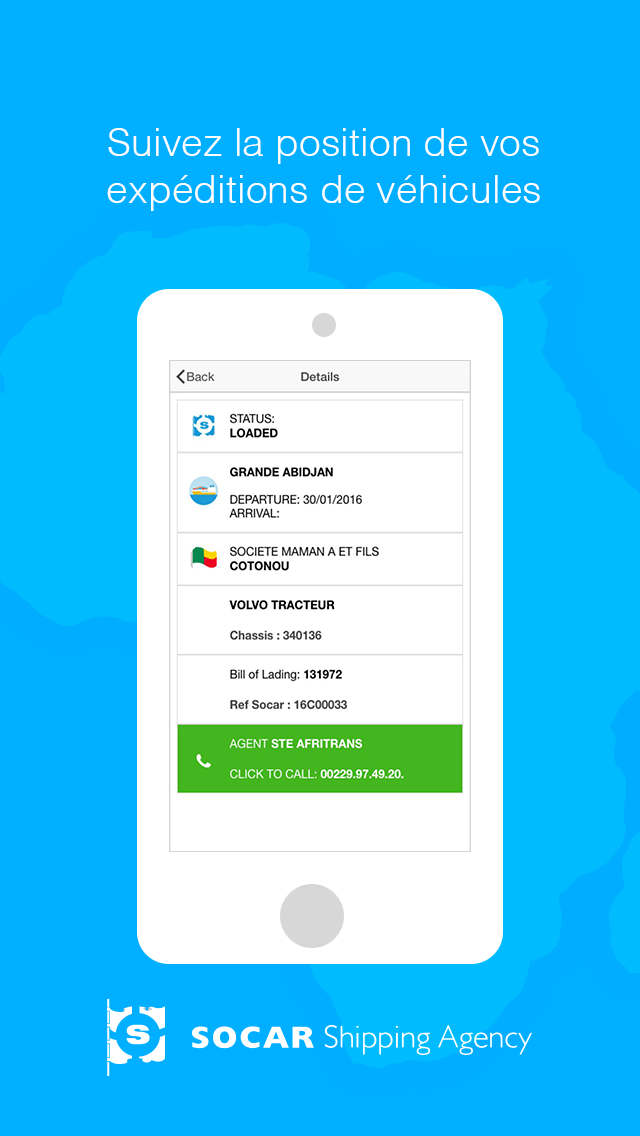 Suivez la position de vos
expéditions de véhicules
Back
Details
STATUS:
LOADED
GRANDE ABIDJAN
DEPARTURE: 30/01/2016
ARRIVAL:
SOCIETE MAMAN A ET FILS
COTONOU
VOLVO TRACTEUR
Chassis : 340136
Bill of Lading: 131972
Ref Socar : 16C00033
AGENT STE AFRITRANS
CLICK TO CALL: 00229.97.49.20.
S SOCAR Shipping Agency